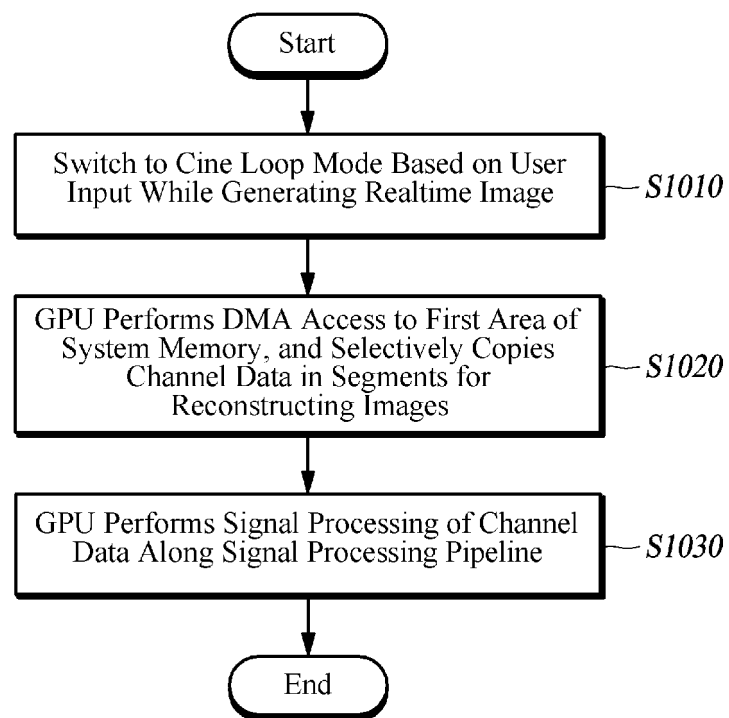 Start
Switch to Cine Loop Mode Based on User
Input While Generating Realtime Image
S1010
GPU Performs DMA Access to First Area of
System Memory, and Selectively Copies
Channel Data in Segments for
Reconstructing Images
S1020
GPU Performs Signal Processing of Channel
Data Along Signal Processing Pipeline
S1030
End